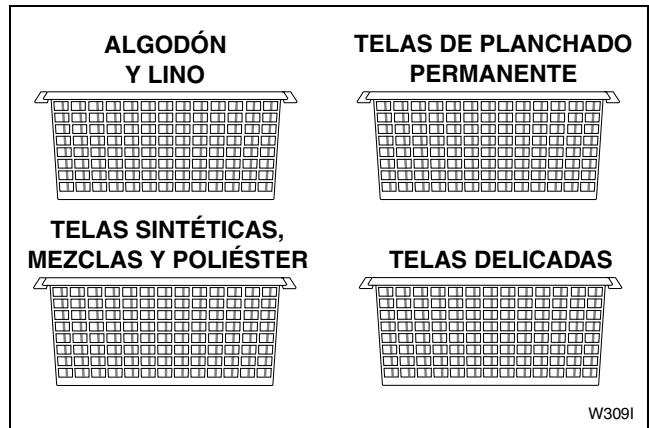 ALGODÓN
Y LINO
TELAS DE PLANCHADO
PERMANENTE
TELAS SINTÉTICAS,
MEZCLAS Y POLIÉSTER
TELAS DELICADAS
W309I